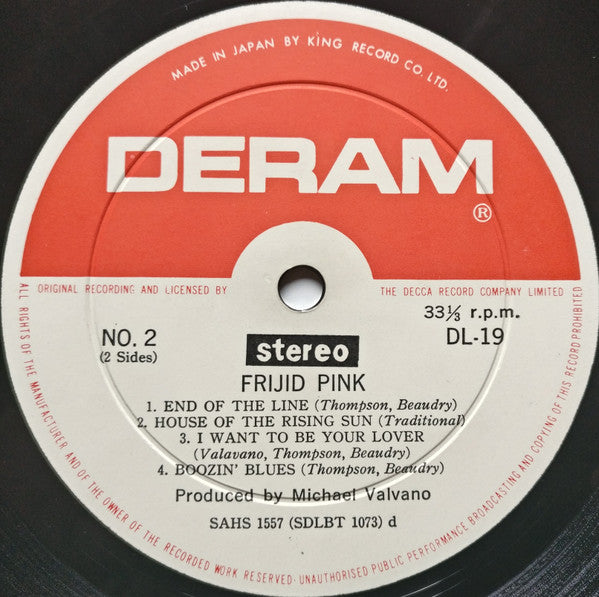 MADE IN JAPAN BY KING RECORD CO. LTD.
DERAM
®
ORIGINAL RECORDING AND LICENSED BY THE DECCA RECORD COMPANY LIMITED
NO. 2
(2 Sides)
33⅓ r.p.m.
DL-19
stereo
FRIJID PINK
1. END OF THE LINE (Thompson, Beaudry)
2. HOUSE OF THE RISING SUN (Traditional)
3. I WANT TO BE YOUR LOVER
(Valavano, Thompson, Beaudry)
4. BOOZIN' BLUES (Thompson, Beaudry)
Produced by Michael Valvano
SAHS 1557 (SDLBT 1073) d
ALL RIGHTS OF THE MANUFACTURER AND OF THE OWNER OF THE RECORDED WORK RESERVED·UNAUTHORISED PUBLIC PERFORMANCE BROADCASTING AND COPYING OF THIS RECORD PROHIBITED